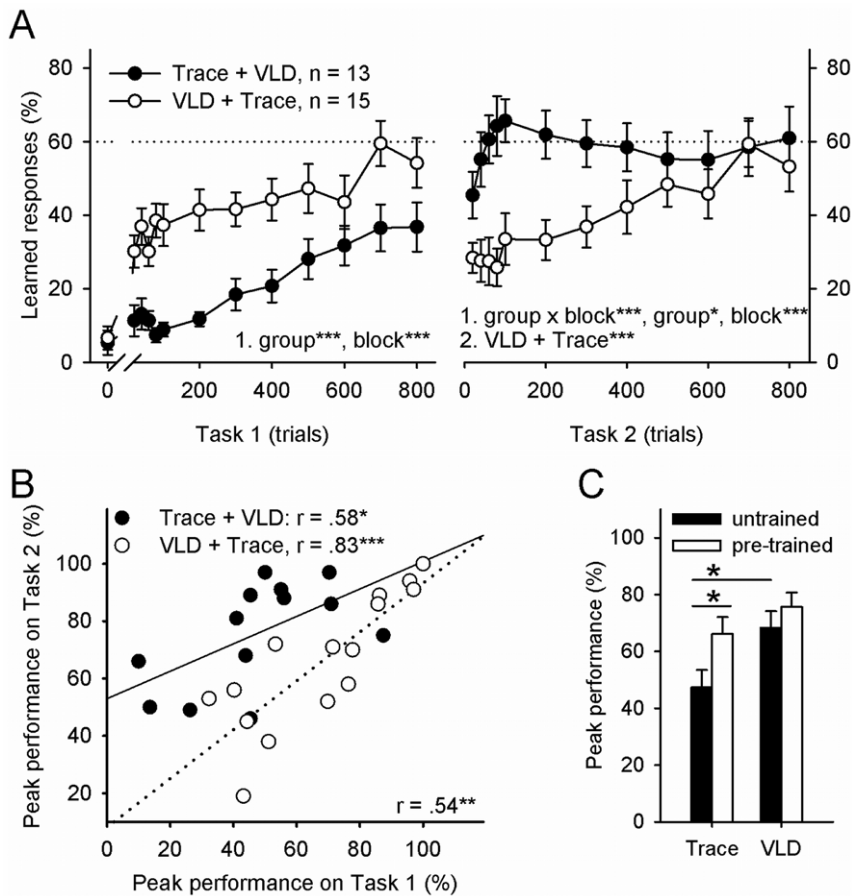 A
Learned responses (%)
80
60
40
20
0
Trace + VLD, n = 13
VLD + Trace, n = 15
1. group***, block***
0
200
400
600
800
Task 1 (trials)
1. group x block***, group*, block***
2. VLD + Trace***
0
200
400
600
800
Task 2 (trials)
80
60
40
20
0
B
Peak performance on Task 2 (%)
100
80
60
40
20
Trace + VLD: r = .58*
VLD + Trace, r = .83***
r = .54**
0
20
40
60
80
100
Peak performance on Task 1 (%)
C
Peak performance (%)
100
80
60
40
20
0
untrained
pre-trained
*
*
Trace
VLD